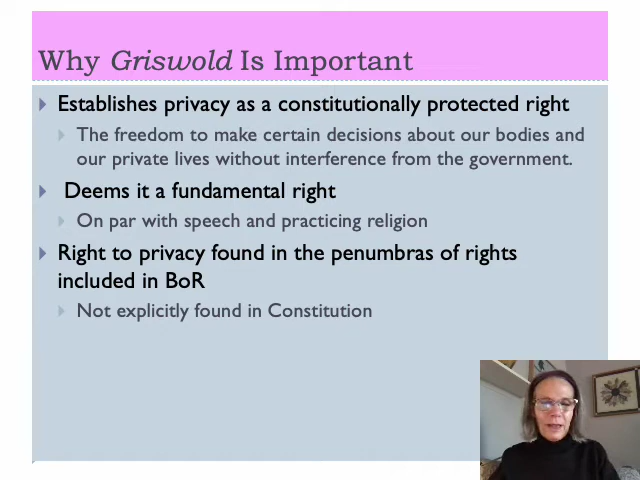 Why Griswold Is Important
Establishes privacy as a constitutionally protected right
The freedom to make certain decisions about our bodies and
our private lives without interference from the government.
Deems it a fundamental right
On par with speech and practicing religion
Right to privacy found in the penumbras of rights
included in BoR
Not explicitly found in Constitution